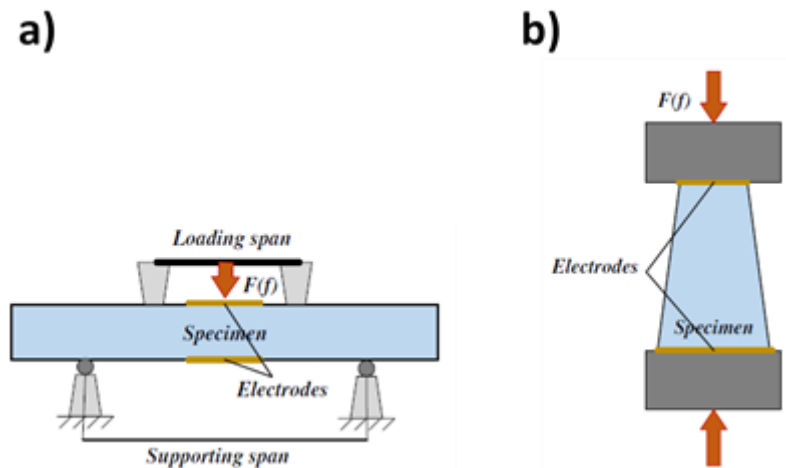 a)
Loading span
F(f)
Specimen
Electrodes
Supporting span
b)
F(f)
Electrodes
Specimen